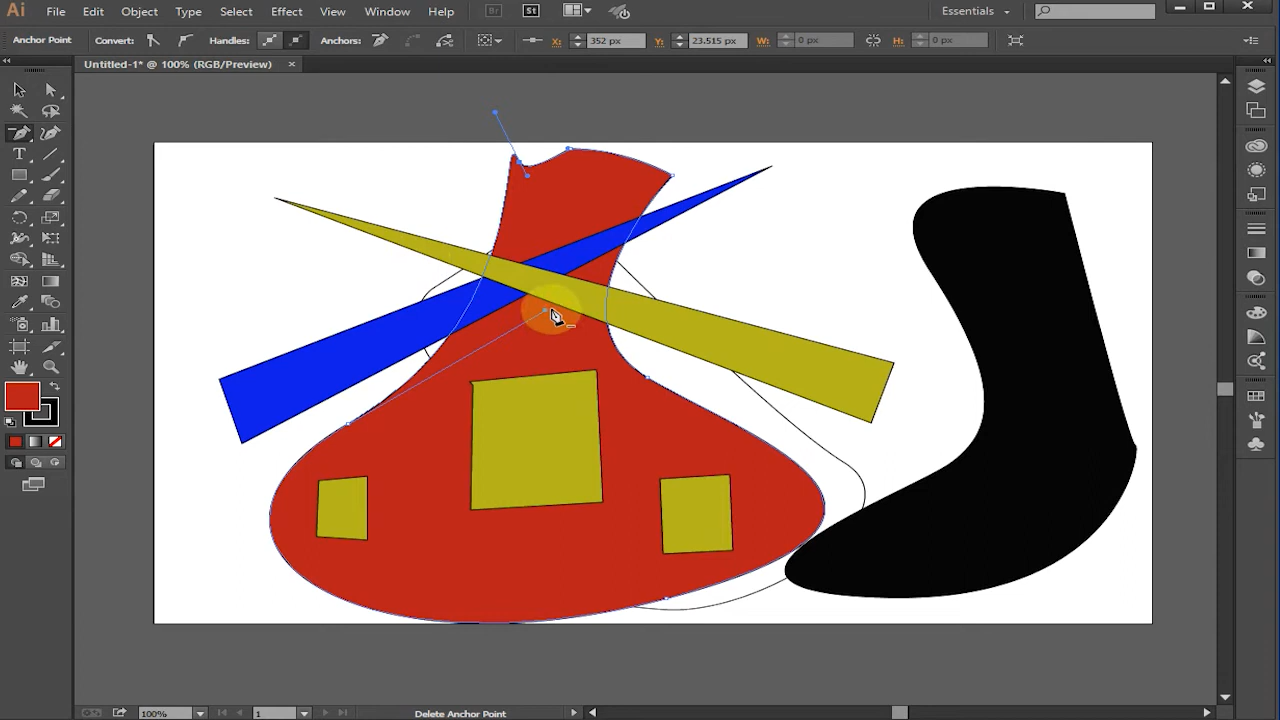 Ai File Edit Object Type Select Effect View Window Help Br St Essentials
Anchor Point Convert: Handles: Anchors: X: 352 px Y: 23.515 px W: 0 px H: 0 px
Untitled-1* @ 100% (RGB/Preview) ×
T
100% 1 Delete Anchor Point